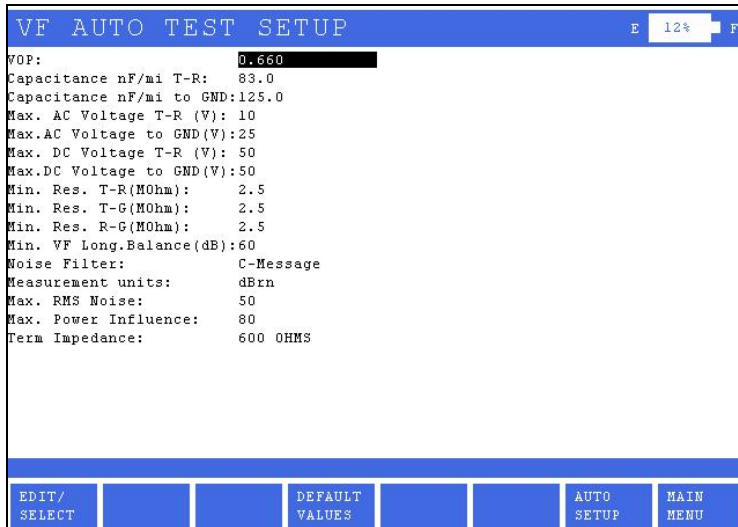 VF AUTO TEST SETUP E 12% F
VOP: 0.660
Capacitance nF/mi T-R: 83.0
Capacitance nF/mi to GND:125.0
Max. AC Voltage T-R (V): 10
Max.AC Voltage to GND(V):25
Max. DC Voltage T-R (V): 50
Max.DC Voltage to GND(V):50
Min. Res. T-R(MOhm): 2.5
Min. Res. T-G(MOhm): 2.5
Min. Res. R-G(MOhm): 2.5
Min. VF Long.Balance(dB):60
Noise Filter: C-Message
Measurement units: dBrn
Max. RMS Noise: 50
Max. Power Influence: 80
Term Impedance: 600 OHMS
EDIT/ DEFAULT AUTO MAIN
SELECT VALUES SETUP MENU